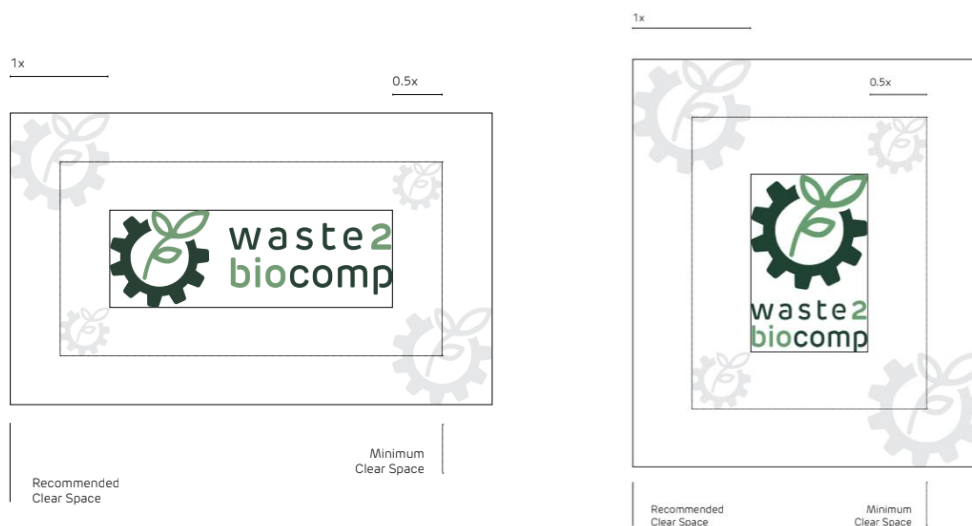 1x
0.5x
waste2
biocomp
Minimum
Clear Space
Recommended
Clear Space
1x
0.5x
waste2
biocomp
Recommended
Clear Space
Minimum
Clear Space